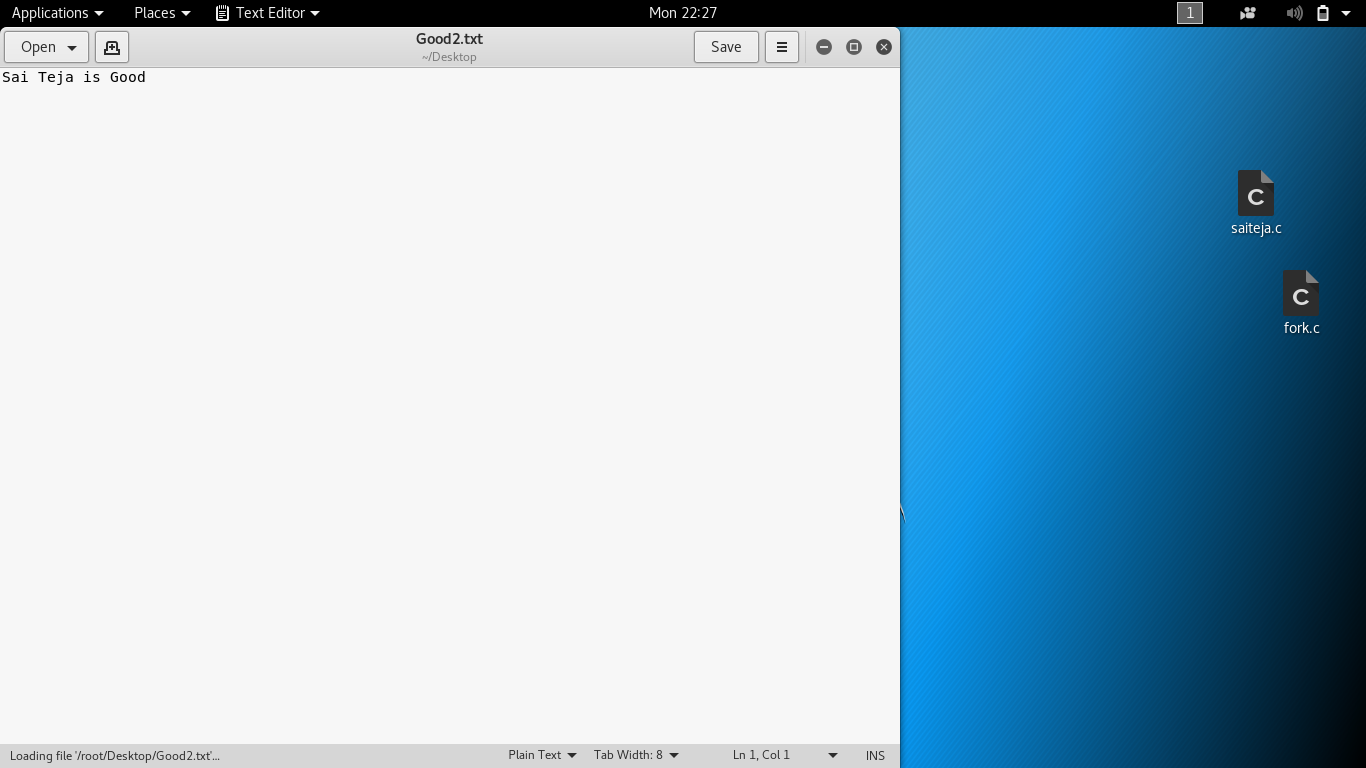 Applications Places Text Editor Mon 22:27 1
Open Good2.txt Save
~/Desktop
Sai Teja is Good
saiteja.c
fork.c
Loading file '/root/Desktop/Good2.txt'... Plain Text Tab Width: 8 Ln 1, Col 1 INS